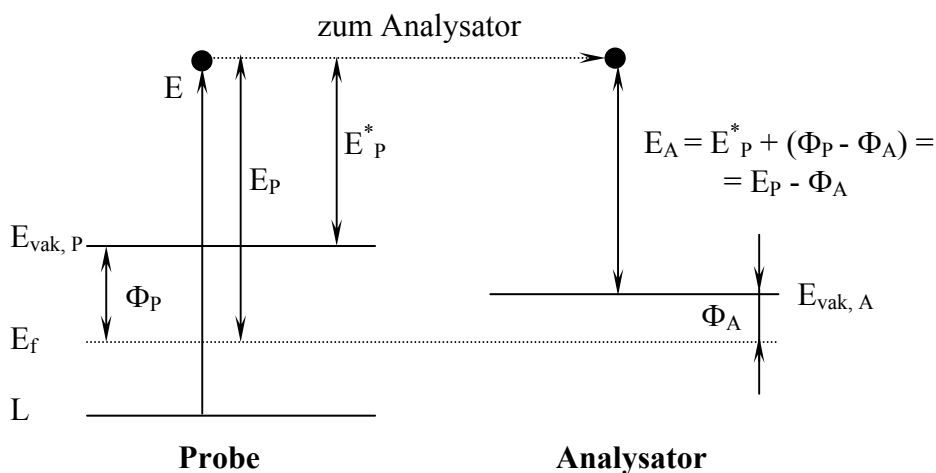 zum Analysator
E
E*P
EP
EA = E*P + (ΦP - ΦA) =
= EP - ΦA
Evak, P
ΦP
Evak, A
ΦA
Ef
L
Probe
Analysator